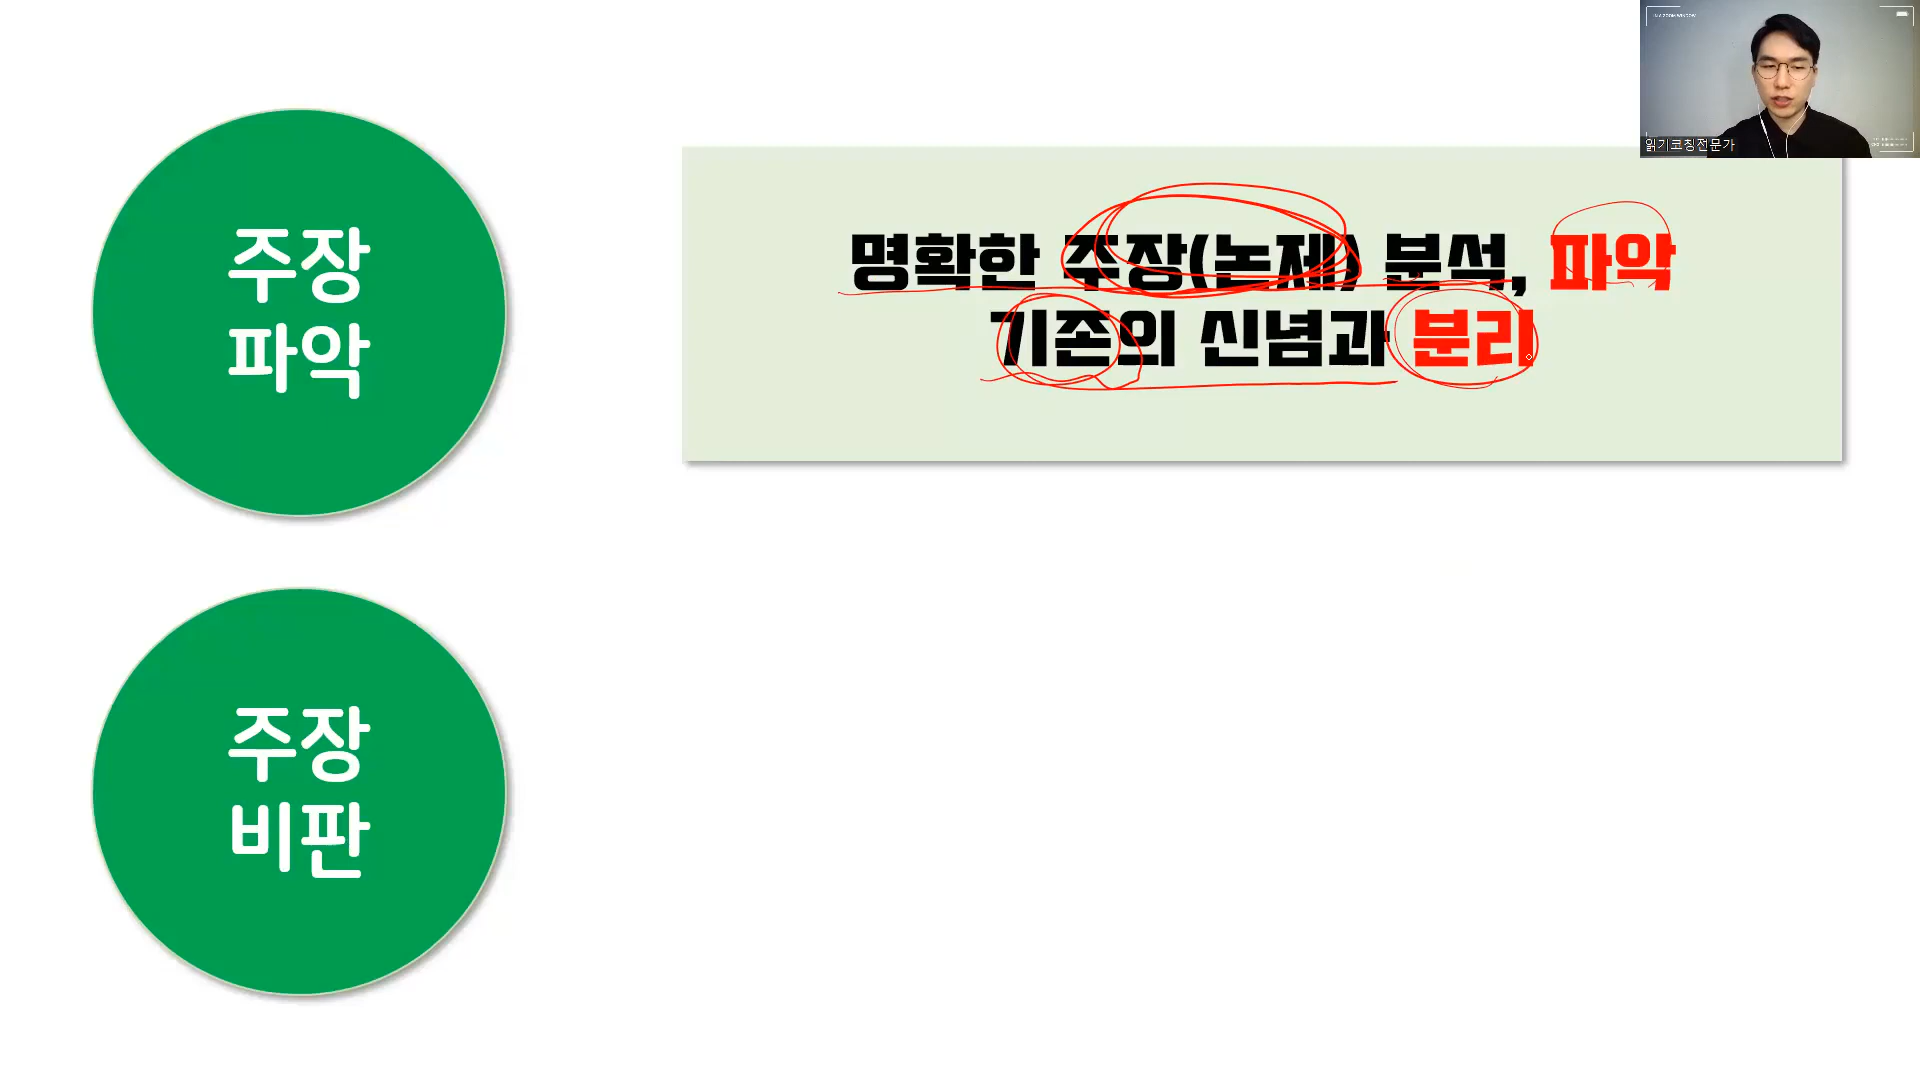 주장
파악
명확한 주장(논제) 분석, 파악
기존의 신념과 분리
주장
비판
읽기코칭전문가